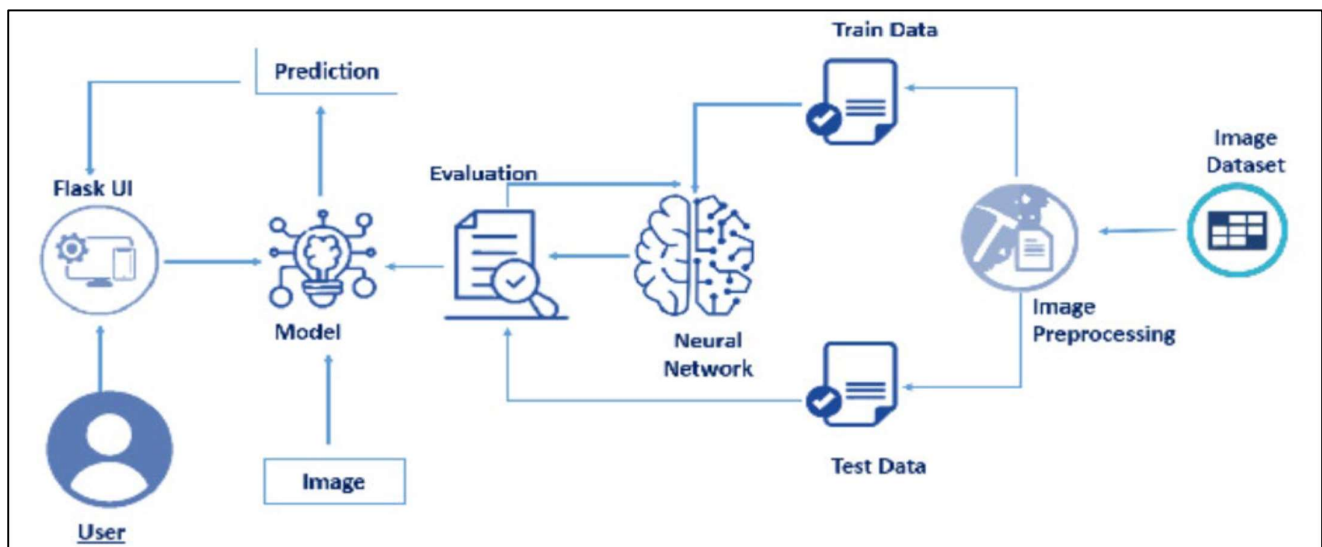 Train Data
Prediction
Image
Dataset
Evaluation
Flask UI
Image
Preprocessing
Model
Neural
Network
Test Data
Image
User